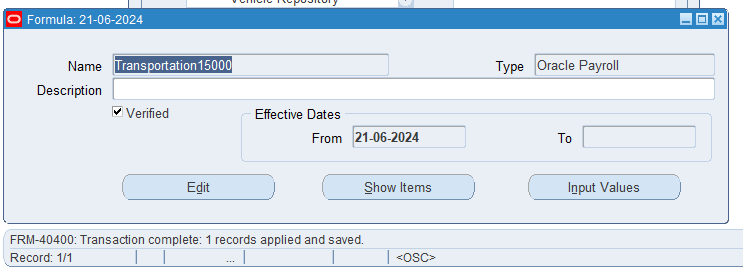 Vehicle Repository
Formula: 21-06-2024
Name Transportation15000 Type Oracle Payroll
Description
Verified
Effective Dates
From 21-06-2024 To
Edit Show Items Input Values
FRM-40400: Transaction complete: 1 records applied and saved.
Record: 1/1 ... <OSC>